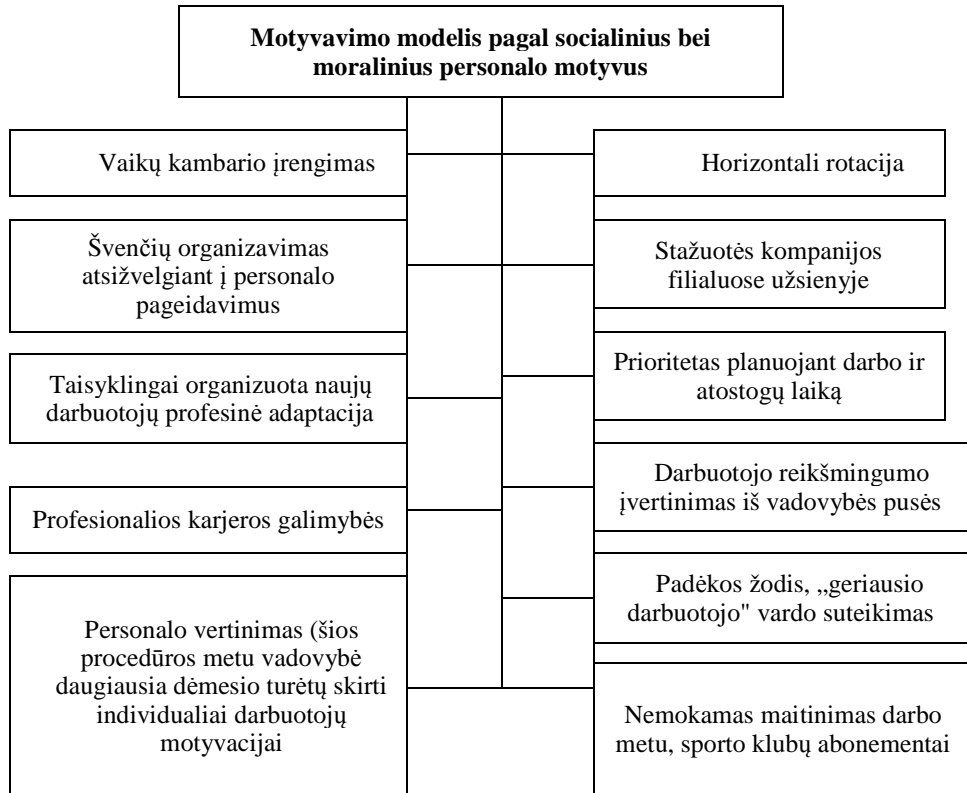 Motyvavimo modelis pagal socialinius bei
moralinius personalo motyvus
Vaikų kambario įrengimas
Horizontali rotacija
Švenčių organizavimas
atsižvelgiant į personalo
pageidavimus
Stažuotės kompanijos
filialuose užsienyje
Taisyklingai organizuota naujų
darbuotojų profesinė adaptacija
Prioritetas planuojant darbo ir
atostogų laiką
Profesionalios karjeros galimybės
Darbuotojo reikšmingumo
įvertinimas iš vadovybės pusės
Personalo vertinimas (šios
procedūros metu vadovybė
daugiausia dėmesio turėtų skirti
individualiai darbuotojų
motyvacijai
Padėkos žodis, „geriausio
darbuotojo" vardo suteikimas
Nemokamas maitinimas darbo
metu, sporto klubų abonementai